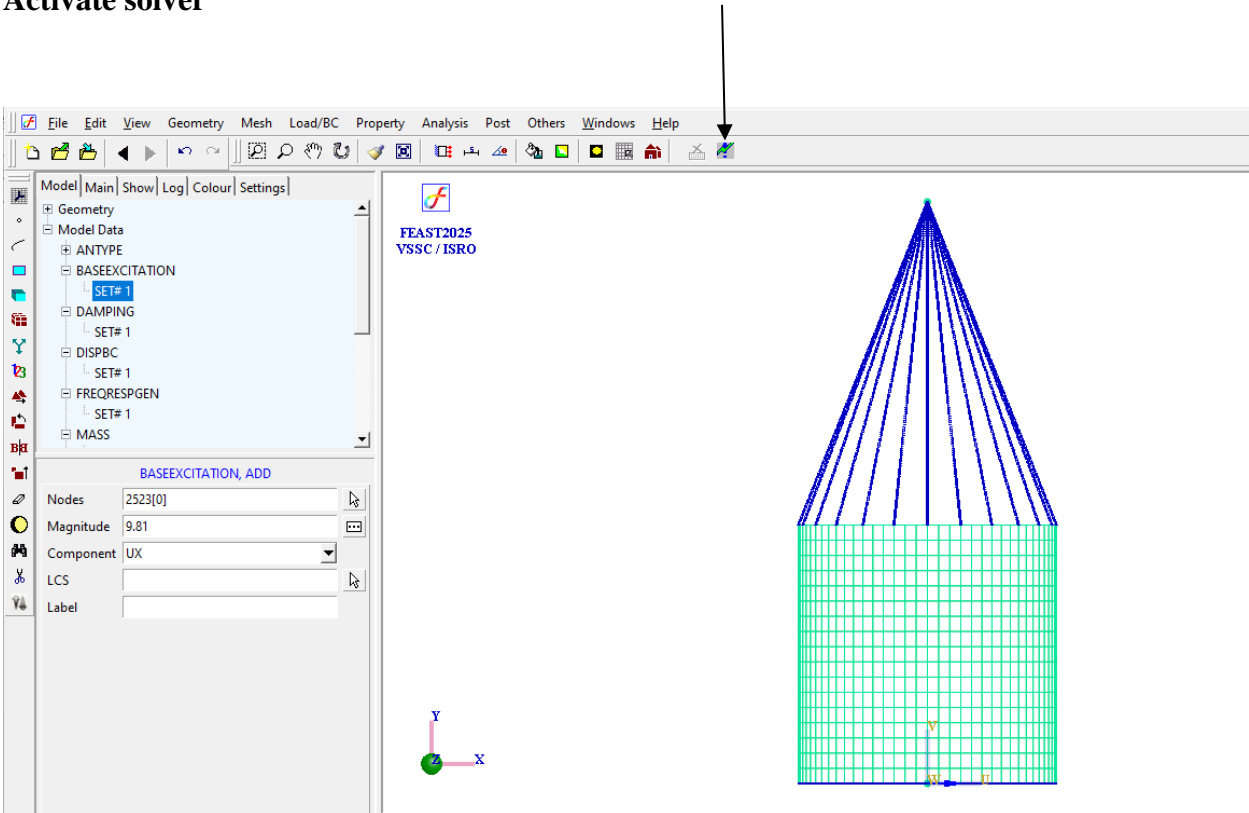 Activate solver
File Edit View Geometry Mesh Load/BC Property Analysis Post Others Windows Help
Model Main Show Log Colour Settings
Geometry
Model Data
ANTYPE
BASEEXCITATION
SET# 1
DAMPING
SET# 1
DISPBC
SET# 1
FREQRESPGEN
SET# 1
MASS
BASEEXCITATION, ADD
Nodes 2523[0]
Magnitude 9.81
Component UX
LCS
Label
FEAST2025
VSSC / ISRO
Y
Z X
V
W U